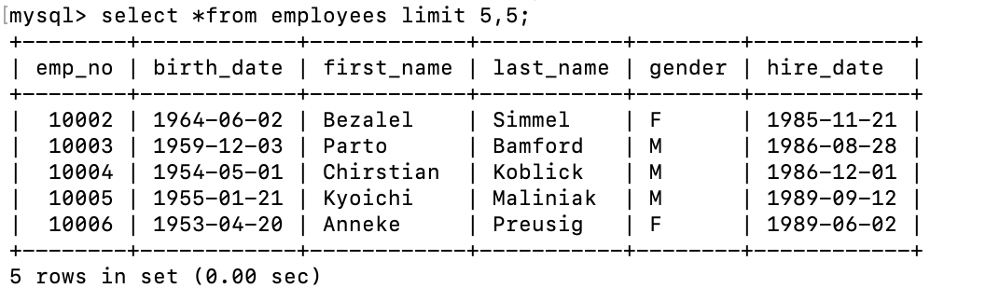 [mysql> select *from employees limit 5,5;
+--------+------------+------------+-----------+--------+------------+
| emp_no | birth_date | first_name | last_name | gender | hire_date  |
+--------+------------+------------+-----------+--------+------------+
|  10002 | 1964-06-02 | Bezalel    | Simmel    | F      | 1985-11-21 |
|  10003 | 1959-12-03 | Parto      | Bamford   | M      | 1986-08-28 |
|  10004 | 1954-05-01 | Chirstian  | Koblick   | M      | 1986-12-01 |
|  10005 | 1955-01-21 | Kyoichi    | Maliniak  | M      | 1989-09-12 |
|  10006 | 1953-04-20 | Anneke     | Preusig   | F      | 1989-06-02 |
+--------+------------+------------+-----------+--------+------------+
5 rows in set (0.00 sec)